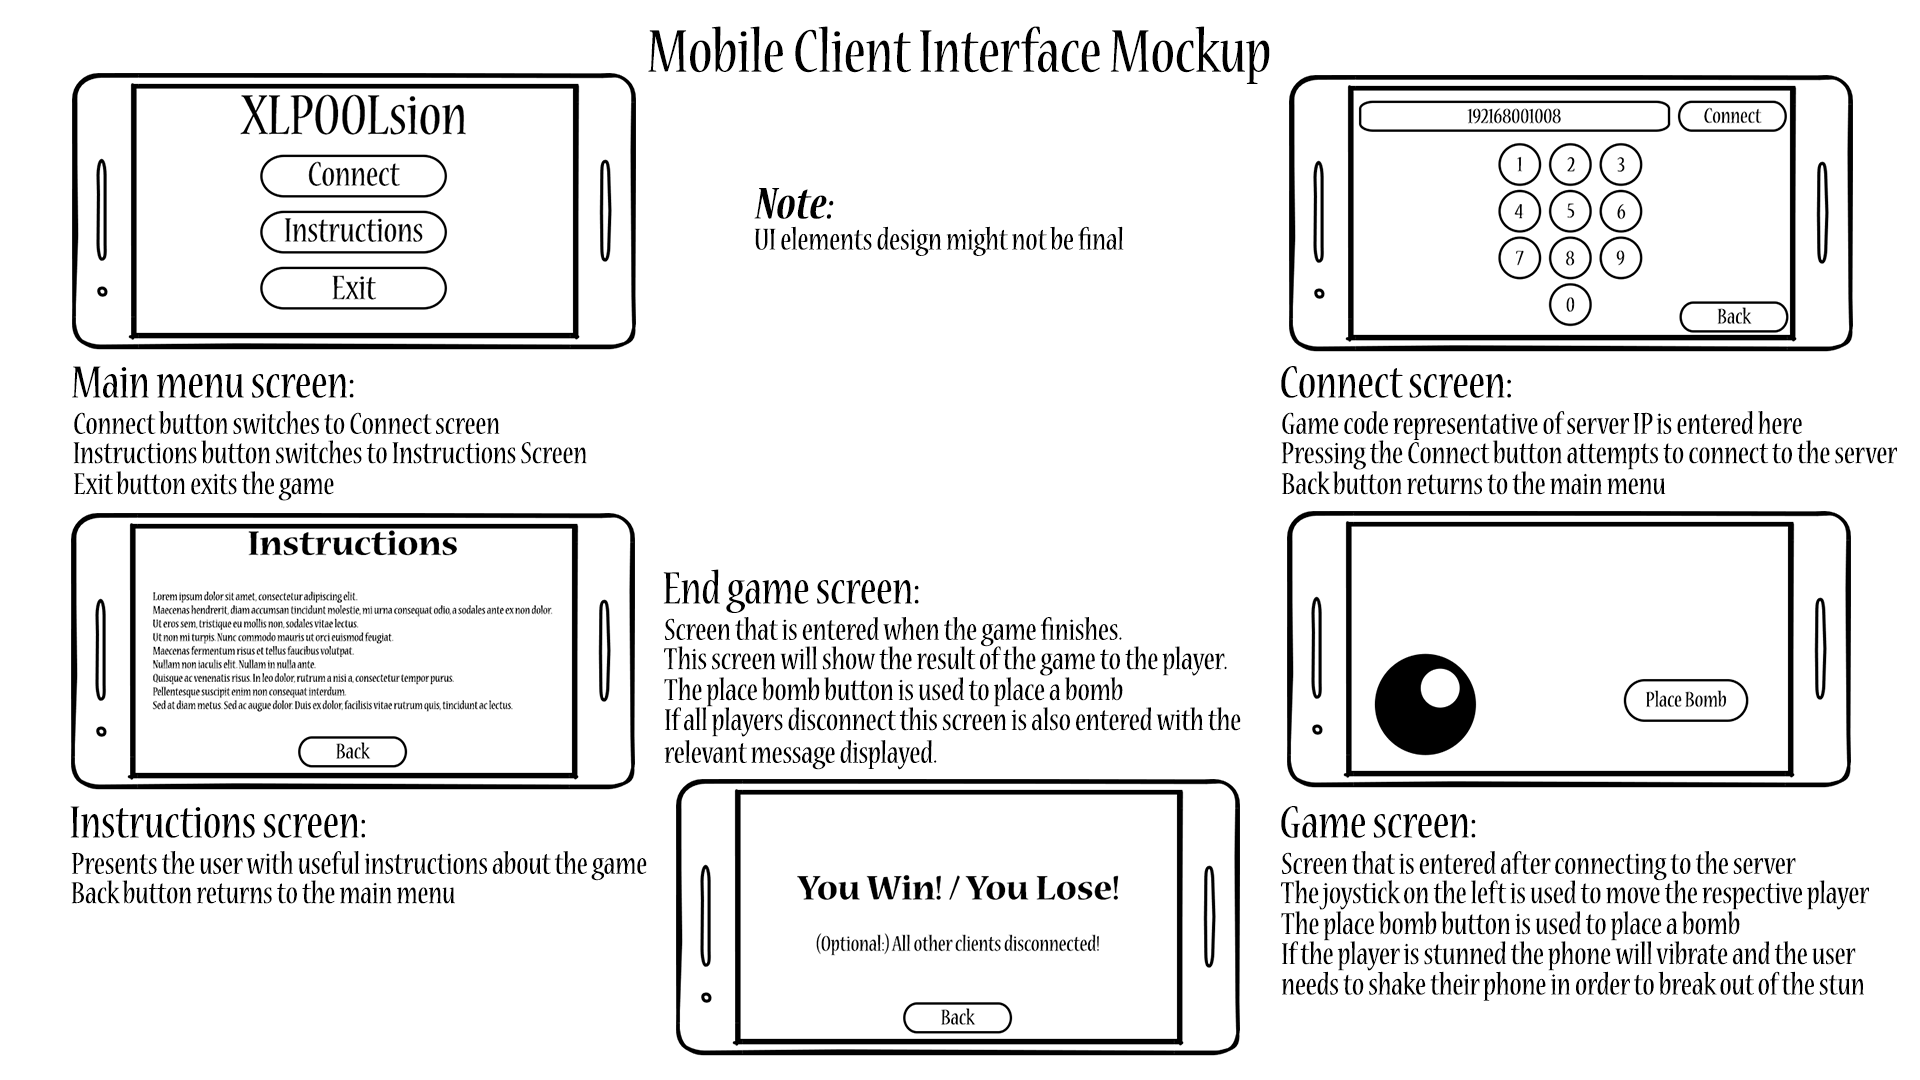 Mobile Client Interface Mockup
XLPOOLsion
Connect
Instructions
Exit
Main menu screen:
Connect button switches to Connect screen
Instructions button switches to Instructions Screen
Exit button exits the game
Note:
UI elements design might not be final
192168001008
Connect
1 2 3
4 5 6
7 8 9
0
Back
Connect screen:
Game code representative of server IP is entered here
Pressing the Connect button attempts to connect to the server
Back button returns to the main menu
Instructions
Lorem ipsum dolor sit amet, consectetur adipiscing elit.
Maecenas hendrerit, diam accumsan tincidunt molestie, mi urna consequat odio, a sodales ante ex non dolor.
Ut eros sem, tristique eu mollis non, sodales vitae lectus.
Ut non mi turpis. Nunc commodo mauris ut orci euismod feugiat.
Maecenas fermentum risus et tellus faucibus volutpat.
Nullam non iaculis elit. Nullam in nulla ante.
Quisque ac venenatis risus. In leo dolor, rutrum a nisi a, consectetur tempor purus.
Pellentesque suscipit enim non consequat interdum.
Sed at diam metus. Sed ac augue dolor. Duis ex dolor, facilisis vitae rutrum quis, tincidunt ac lectus.
Back
Instructions screen:
Presents the user with useful instructions about the game
Back button returns to the main menu
End game screen:
Screen that is entered when the game finishes.
This screen will show the result of the game to the player.
The place bomb button is used to place a bomb
If all players disconnect this screen is also entered with the
relevant message displayed.
You Win! / You Lose!
(Optional:) All other clients disconnected!
Back
Place Bomb
Game screen:
Screen that is entered after connecting to the server
The joystick on the left is used to move the respective player
The place bomb button is used to place a bomb
If the player is stunned the phone will vibrate and the user
needs to shake their phone in order to break out of the stun